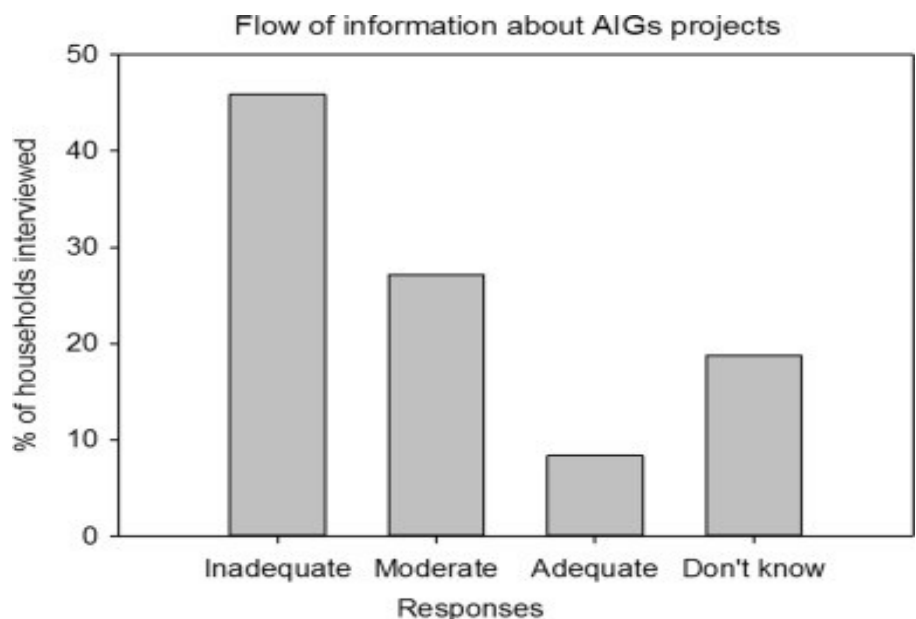 Flow of information about AIGs projects
50
40
30
20
10
0
% of households interviewed
Inadequate Moderate Adequate Don't know
Responses